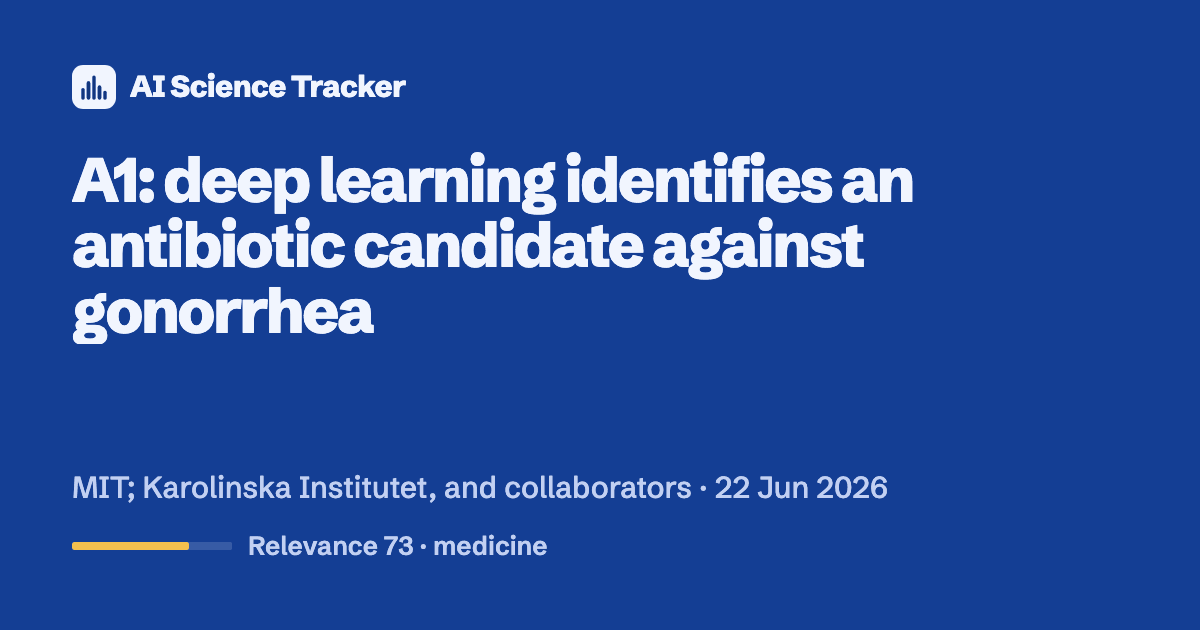 AI Science Tracker
A1: deep learning identifies an
antibiotic candidate against
gonorrhea
MIT; Karolinska Institutet, and collaborators · 22 Jun 2026
Relevance 73 · medicine